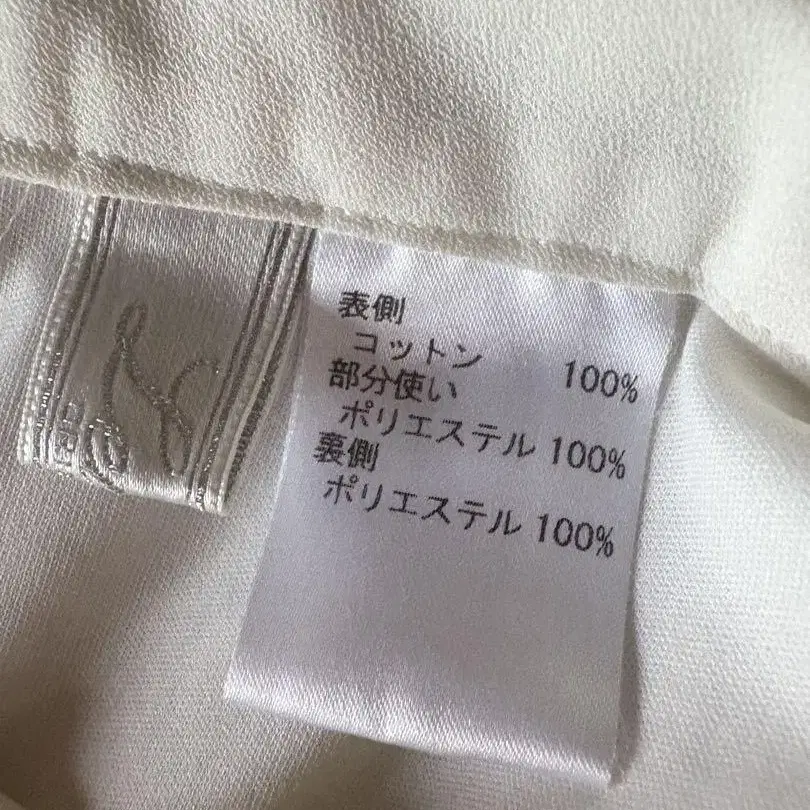 表側
コットン 100%
部分使い
ポリエステル 100%
裏側
ポリエステル 100%